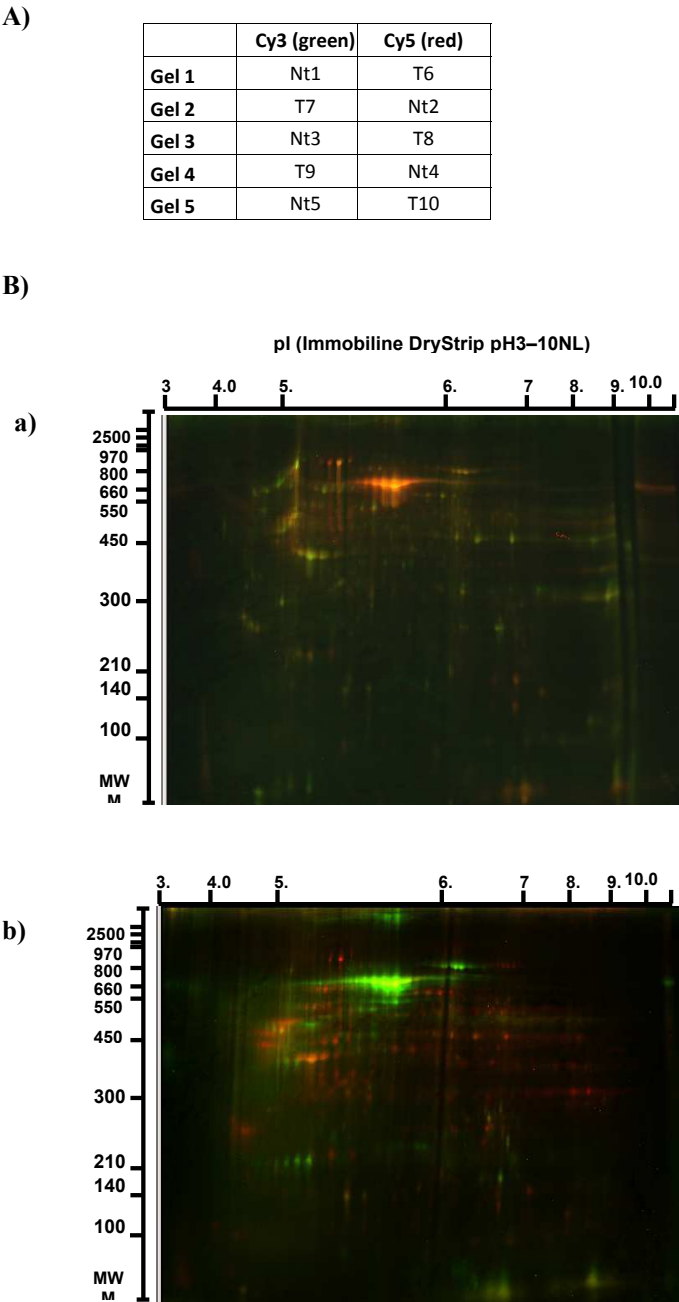 A)
Cy3 (green) Cy5 (red)
Gel 1 Nt1 T6
Gel 2 T7 Nt2
Gel 3 Nt3 T8
Gel 4 T9 Nt4
Gel 5 Nt5 T10
B)
pI (Immobiline DryStrip pH3–10NL)
3 4.0 5. 6. 7 8. 9. 10.0
a)
2500
970
800
660
550
450
300
210
140
100
MW
M
3. 4.0 5. 6. 7 8. 9. 10.0
b)
2500
970
800
660
550
450
300
210
140
100
MW
M